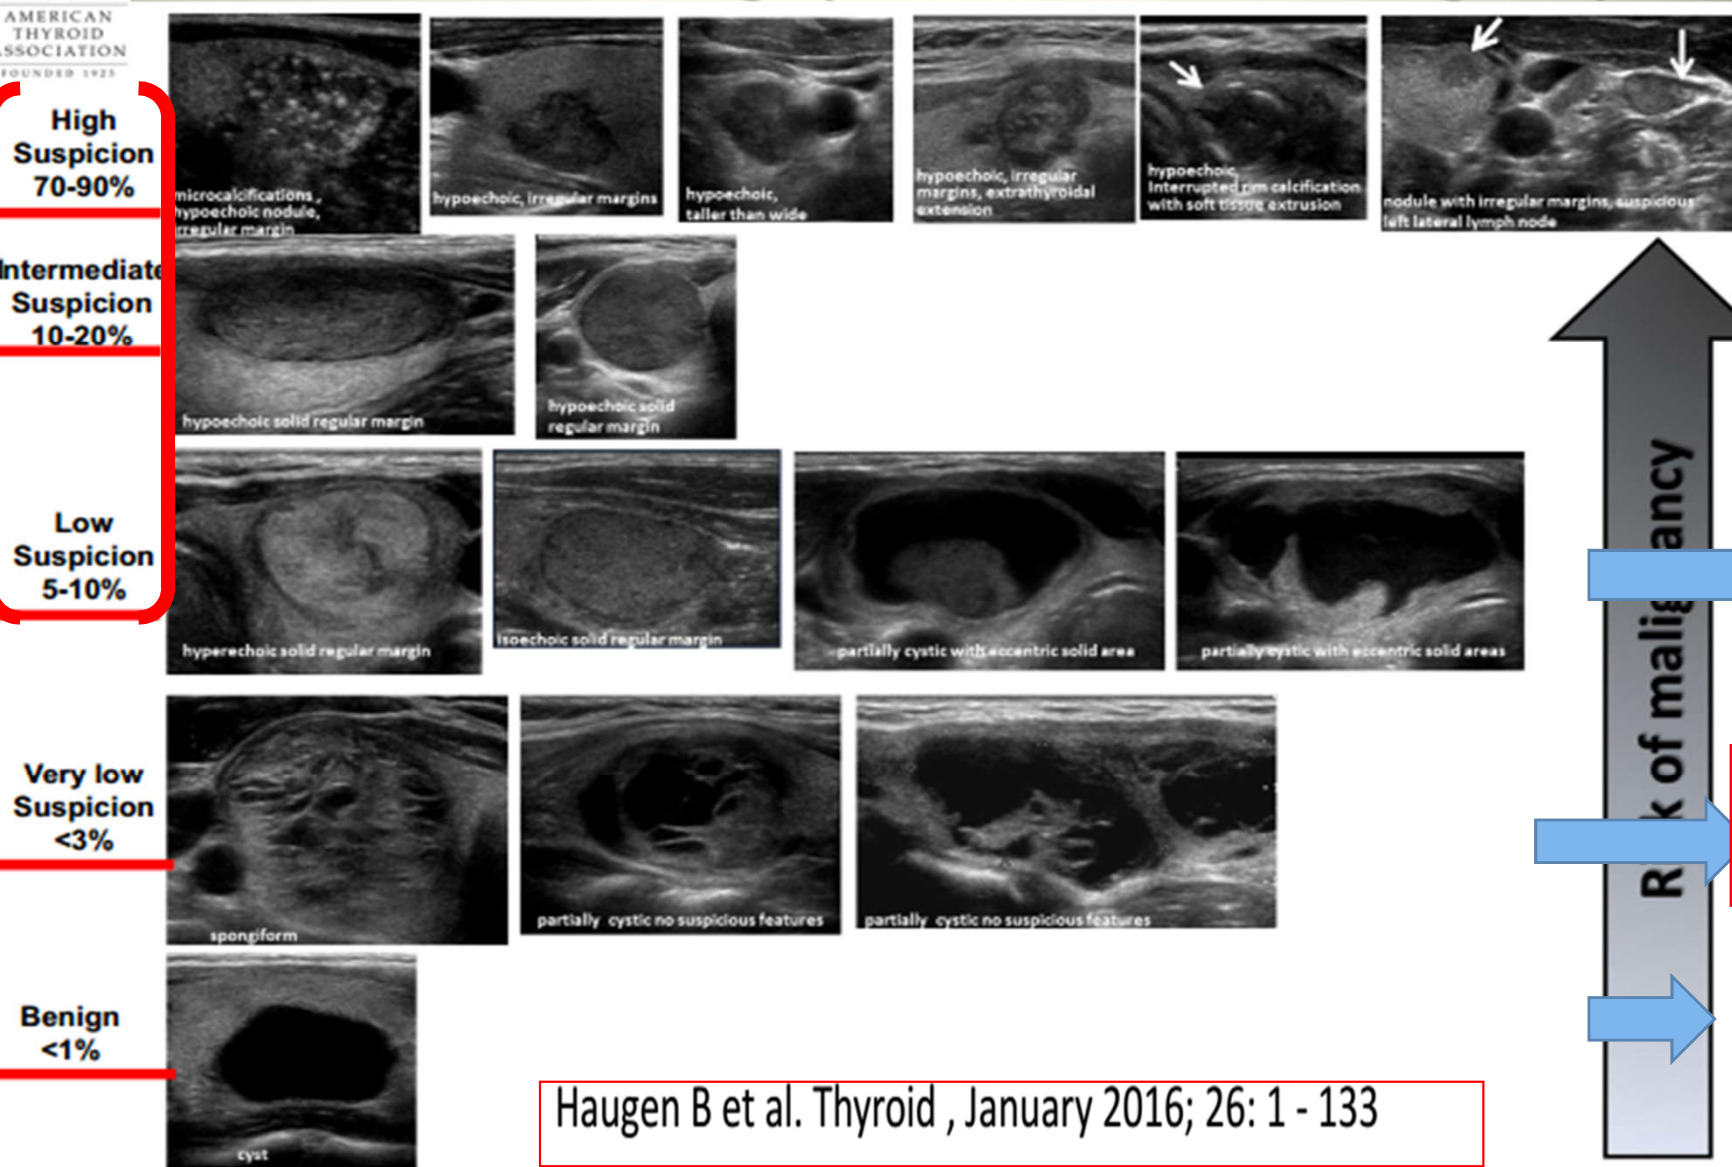 AMERICAN
THYROID
ASSOCIATION
FOUNDED 1923
High
Suspicion
70-90%
microcalcifications,
hypoechoic nodule,
irregular margin
hypoechoic, irregular margins
hypoechoic,
taller than wide
hypoechoic, irregular
margins, extrathyroidal
extension
hypoechoic,
Interrupted rim calcification
with soft tissue extrusion
nodule with irregular margins, suspicious
left lateral lymph node
Intermediate
Suspicion
10-20%
hypoechoic solid regular margin
hypoechoic solid
regular margin
Low
Suspicion
5-10%
hyperechoic solid regular margin
isoechoic solid regular margin
partially cystic with eccentric solid area
partially cystic with eccentric solid areas
Very low
Suspicion
<3%
spongiform
partially cystic no suspicious features
partially cystic no suspicious features
Benign
<1%
cyst
Risk of malignancy
Haugen B et al. Thyroid , January 2016; 26: 1 - 133